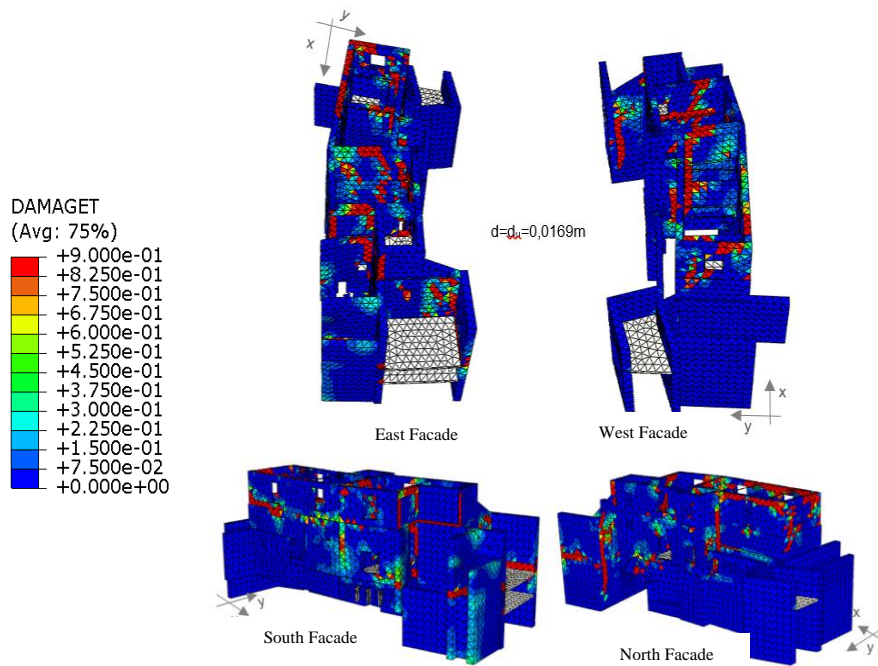 y
x
DAMAGET
(Avg: 75%)
+9.000e-01
+8.250e-01
+7.500e-01
+6.750e-01
+6.000e-01
+5.250e-01
+4.500e-01
+3.750e-01
+3.000e-01
+2.250e-01
+1.500e-01
+7.500e-02
+0.000e+00
d=dᵤ=0,0169m
x
y
East Facade
West Facade
y
South Facade
x
y
North Facade